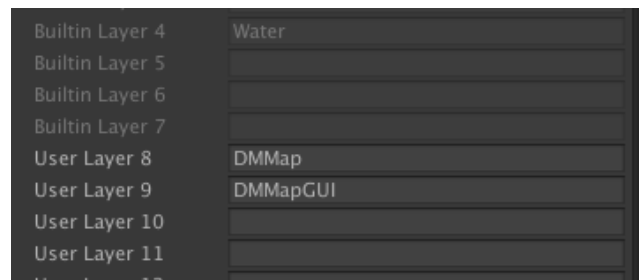 Builtin Layer 4 Water
Builtin Layer 5
Builtin Layer 6
Builtin Layer 7
User Layer 8 DMMap
User Layer 9 DMMapGUI
User Layer 10
User Layer 11